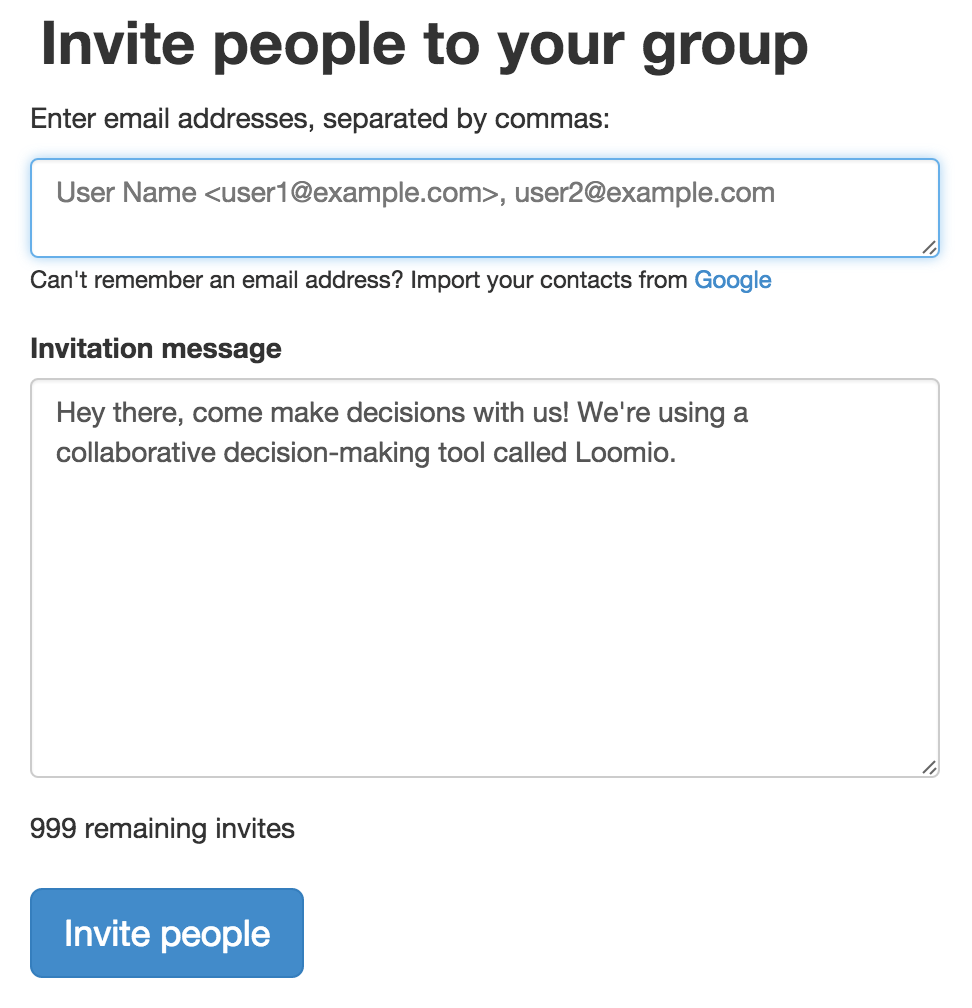 Invite people to your group
Enter email addresses, separated by commas:
User Name <user1@example.com>, user2@example.com
Can't remember an email address? Import your contacts from Google
Invitation message
Hey there, come make decisions with us! We're using a
collaborative decision-making tool called Loomio.
999 remaining invites
Invite people